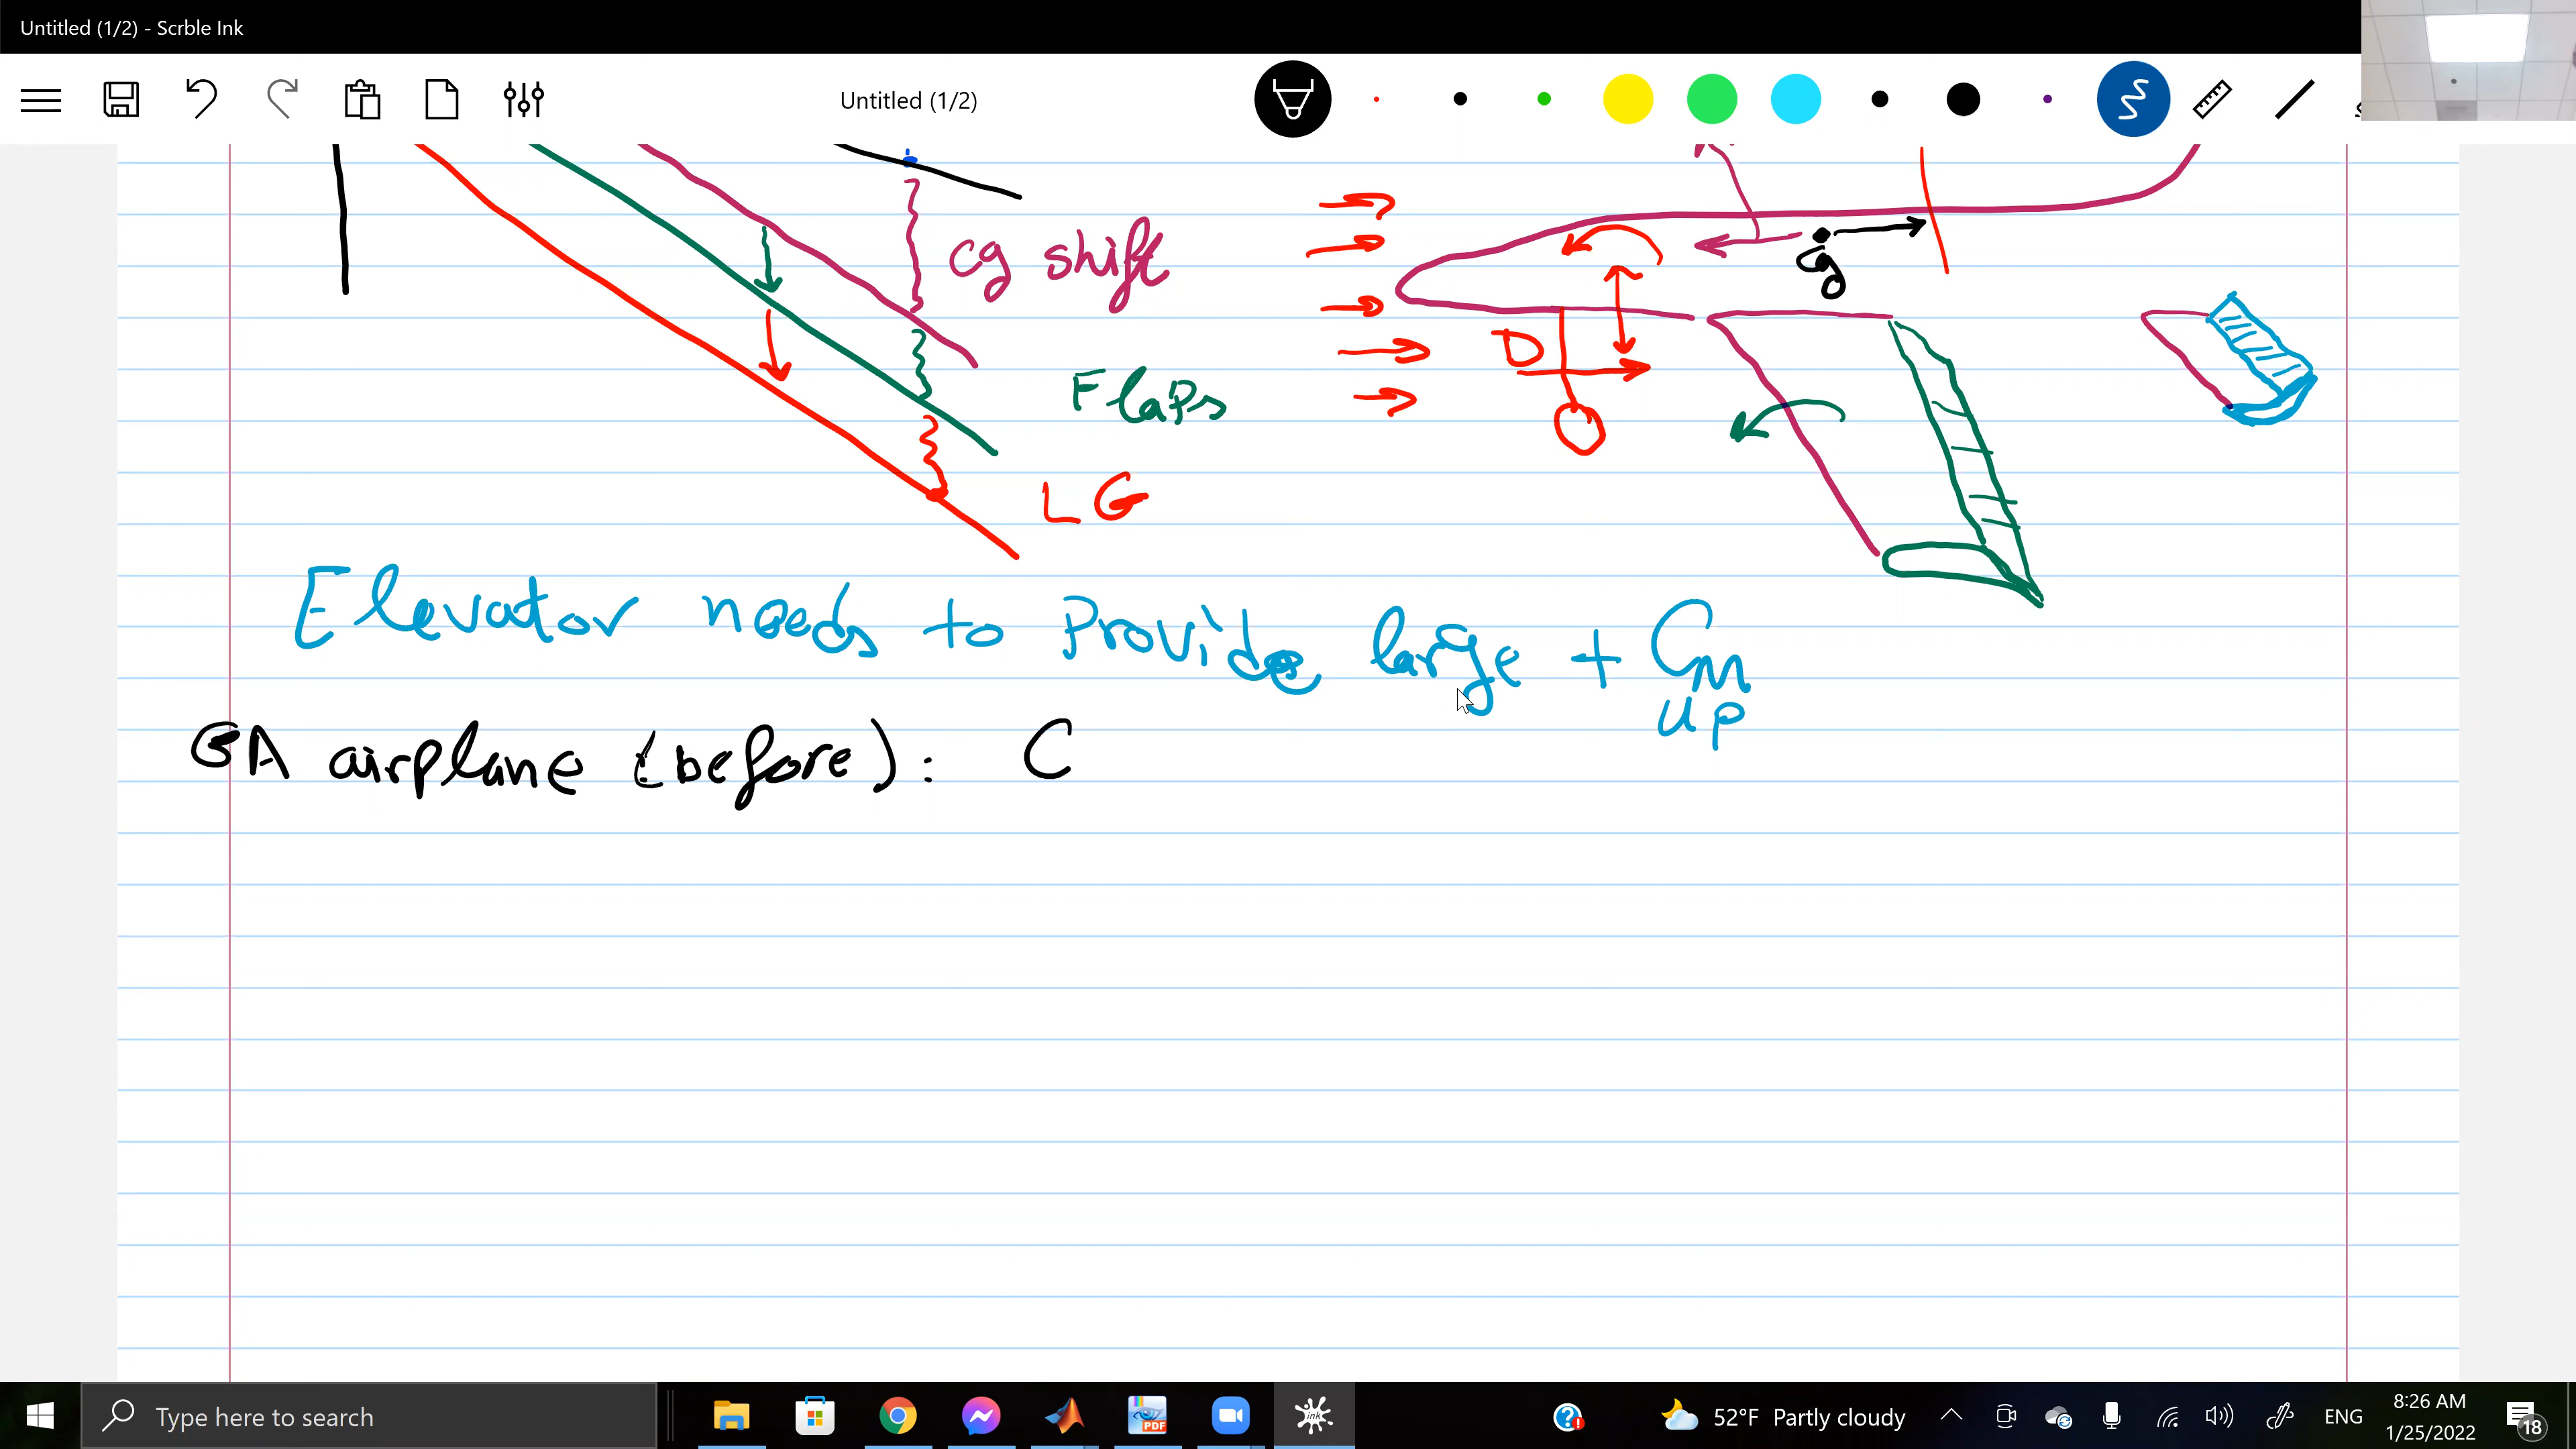 Untitled (1/2) - Scrble Ink
Untitled (1/2)
cg shift
cg
Flaps
D
LG
Elevator needs to Provide large + Cm
up
GA airplane (before): C
Type here to search
52°F Partly cloudy
ENG
8:26 AM
1/25/2022
18